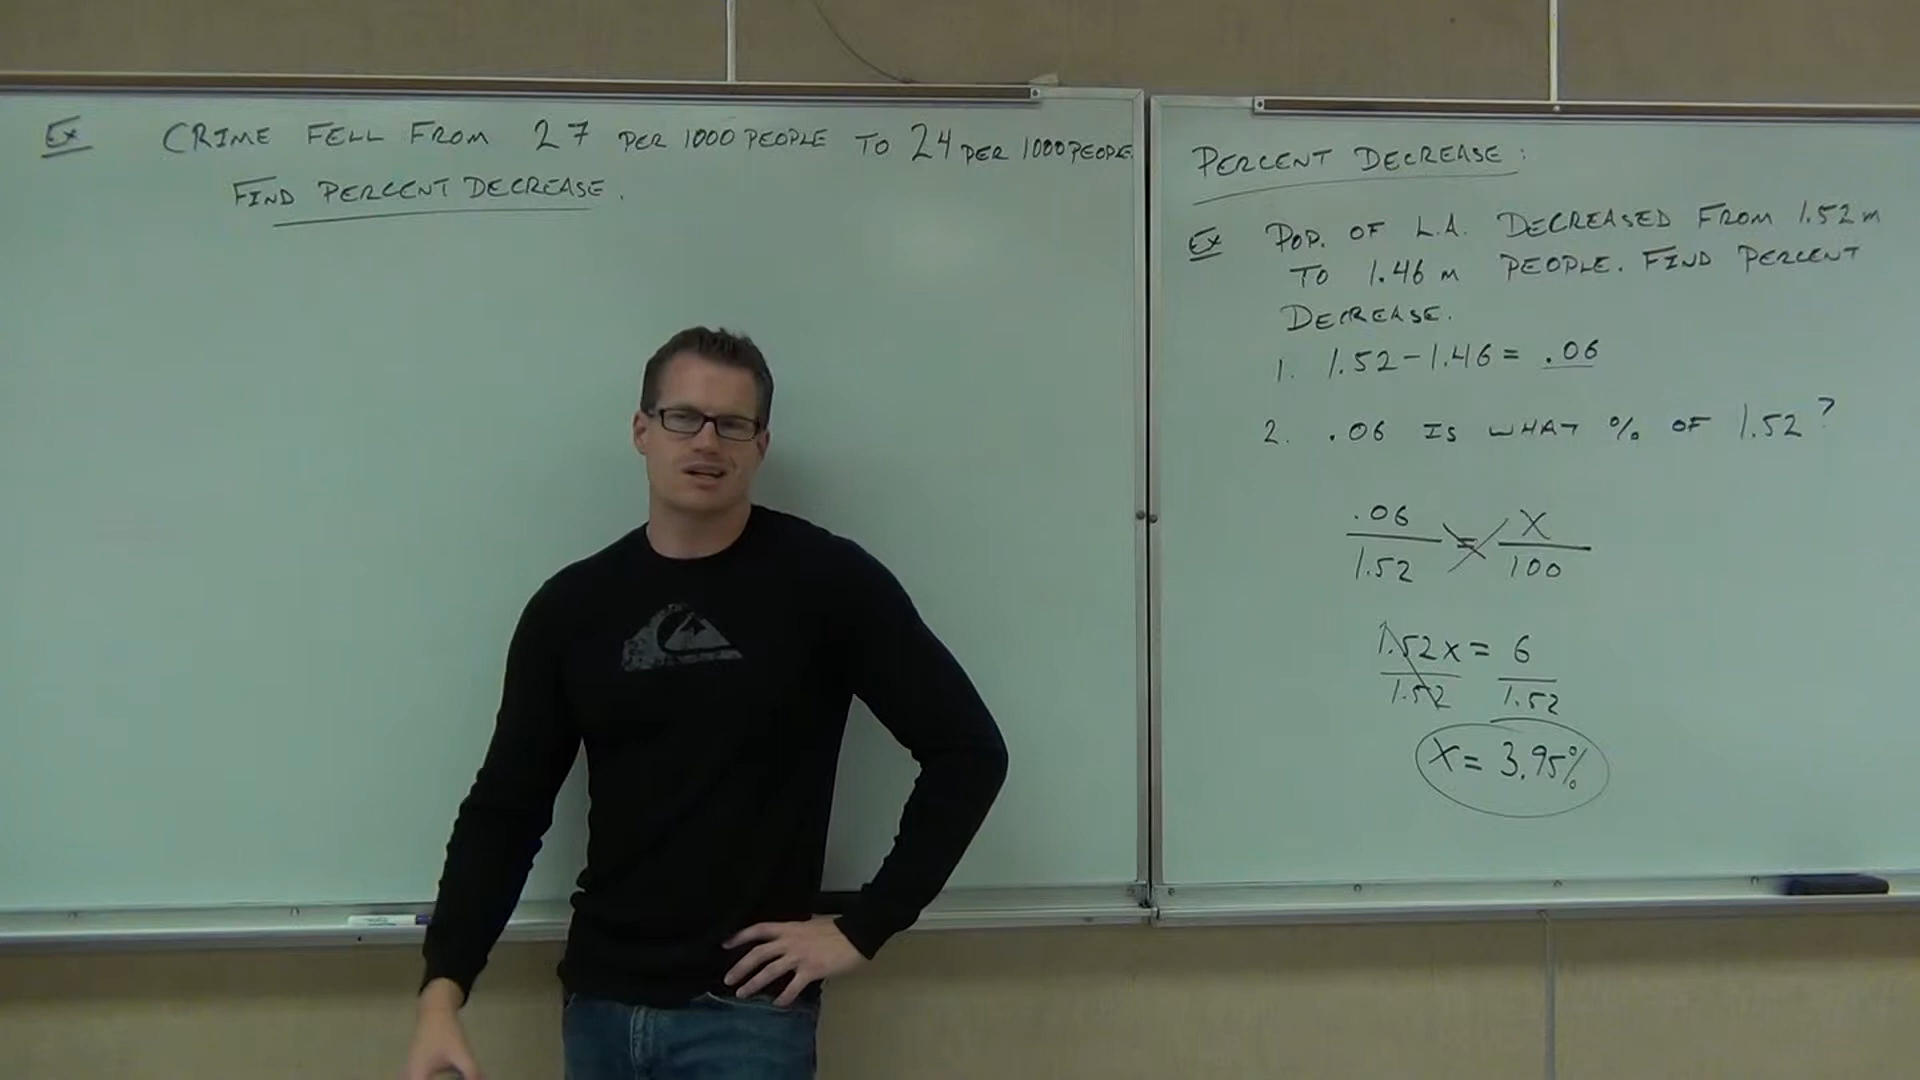 Ex CRIME FELL FROM 27 PER 1000 PEOPLE TO 24 PER 1000 PEOPLE.
FIND PERCENT DECREASE.
PERCENT DECREASE:
Ex POP. OF L.A. DECREASED FROM 1.52 m
TO 1.46 m PEOPLE. FIND PERCENT
DECREASE.
1. 1.52 - 1.46 = .06
2. .06 IS WHAT % OF 1.52?
.06 = X
1.52 100
1.52x = 6
1.52 1.52
X = 3.95%